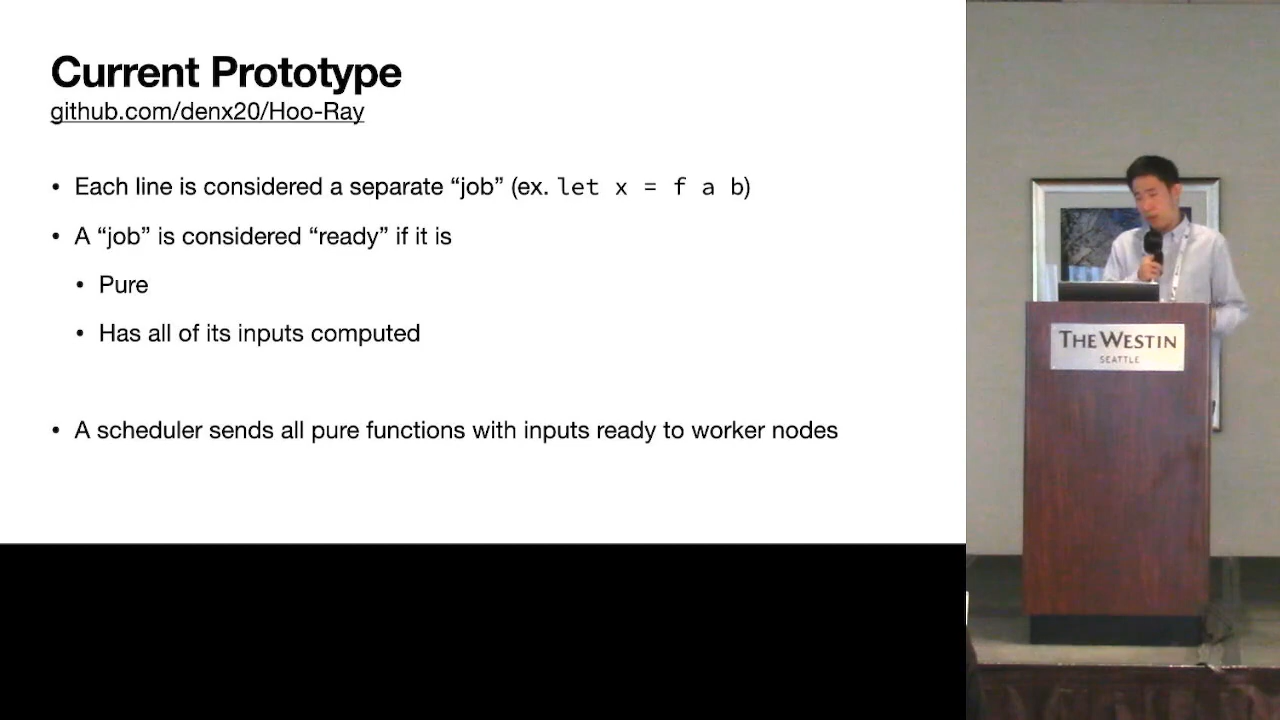 Current Prototype
github.com/denx20/Hoo-Ray
• Each line is considered a separate “job” (ex. let x = f a b)
• A “job” is considered “ready” if it is
• Pure
• Has all of its inputs computed
• A scheduler sends all pure functions with inputs ready to worker nodes
THE WESTIN
SEATTLE